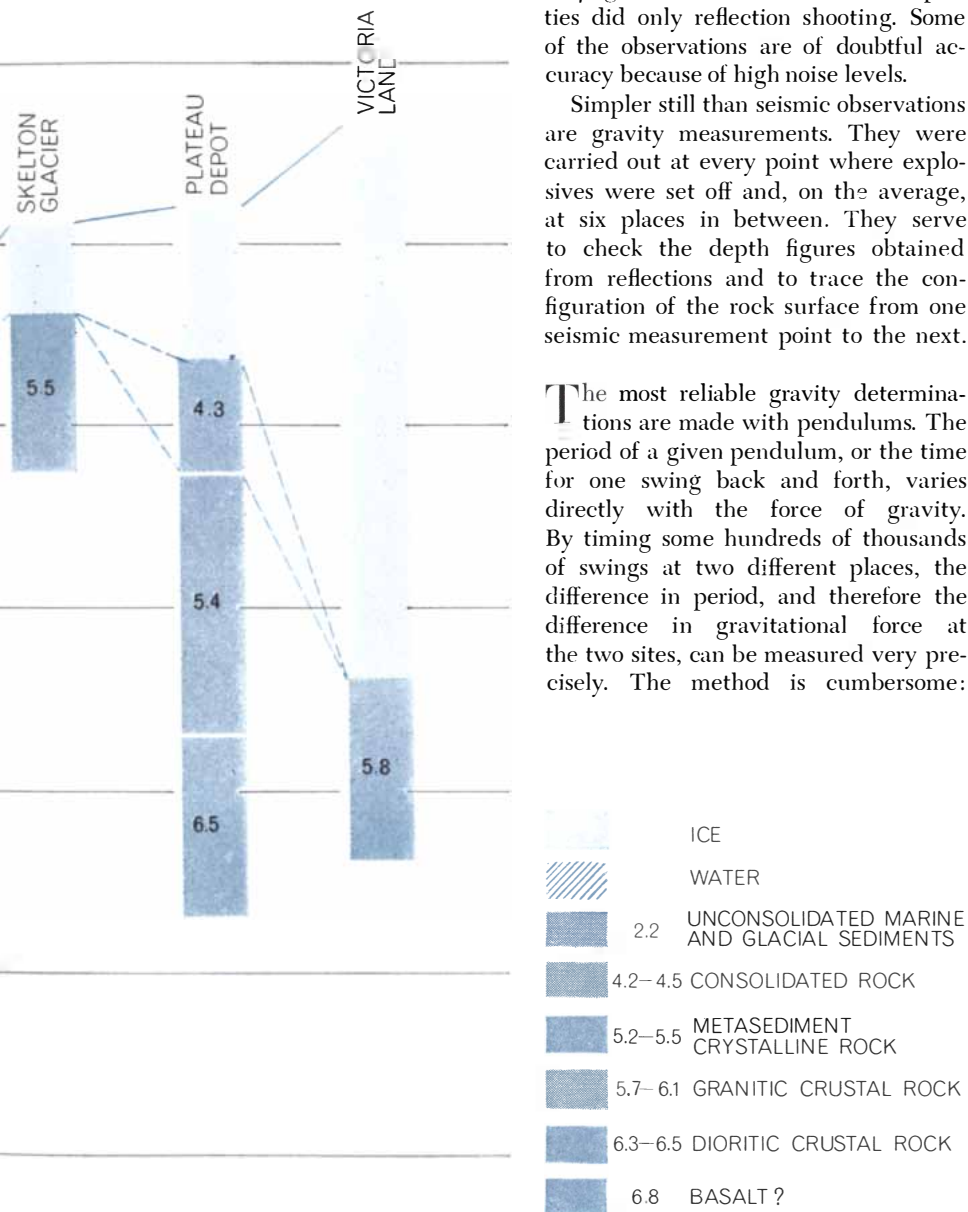 VICTORIA
LAND
SKELTON
GLACIER
PLATEAU
DEPOT
5.5
4.3
5.4
6.5
5.8
ties did only reflection shooting. Some
of the observations are of doubtful ac-
curacy because of high noise levels.
Simpler still than seismic observations
are gravity measurements. They were
carried out at every point where explo-
sives were set off and, on the average,
at six places in between. They serve
to check the depth figures obtained
from reflections and to trace the con-
figuration of the rock surface from one
seismic measurement point to the next.
The most reliable gravity determina-
tions are made with pendulums. The
period of a given pendulum, or the time
for one swing back and forth, varies
directly with the force of gravity.
By timing some hundreds of thousands
of swings at two different places, the
difference in period, and therefore the
difference in gravitational force at
the two sites, can be measured very pre-
cisely. The method is cumbersome:
ICE
WATER
2.2 UNCONSOLIDATED MARINE
AND GLACIAL SEDIMENTS
4.2–4.5 CONSOLIDATED ROCK
5.2–5.5 METASEDIMENT
CRYSTALLINE ROCK
5.7–6.1 GRANITIC CRUSTAL ROCK
6.3–6.5 DIORITIC CRUSTAL ROCK
6.8 BASALT ?